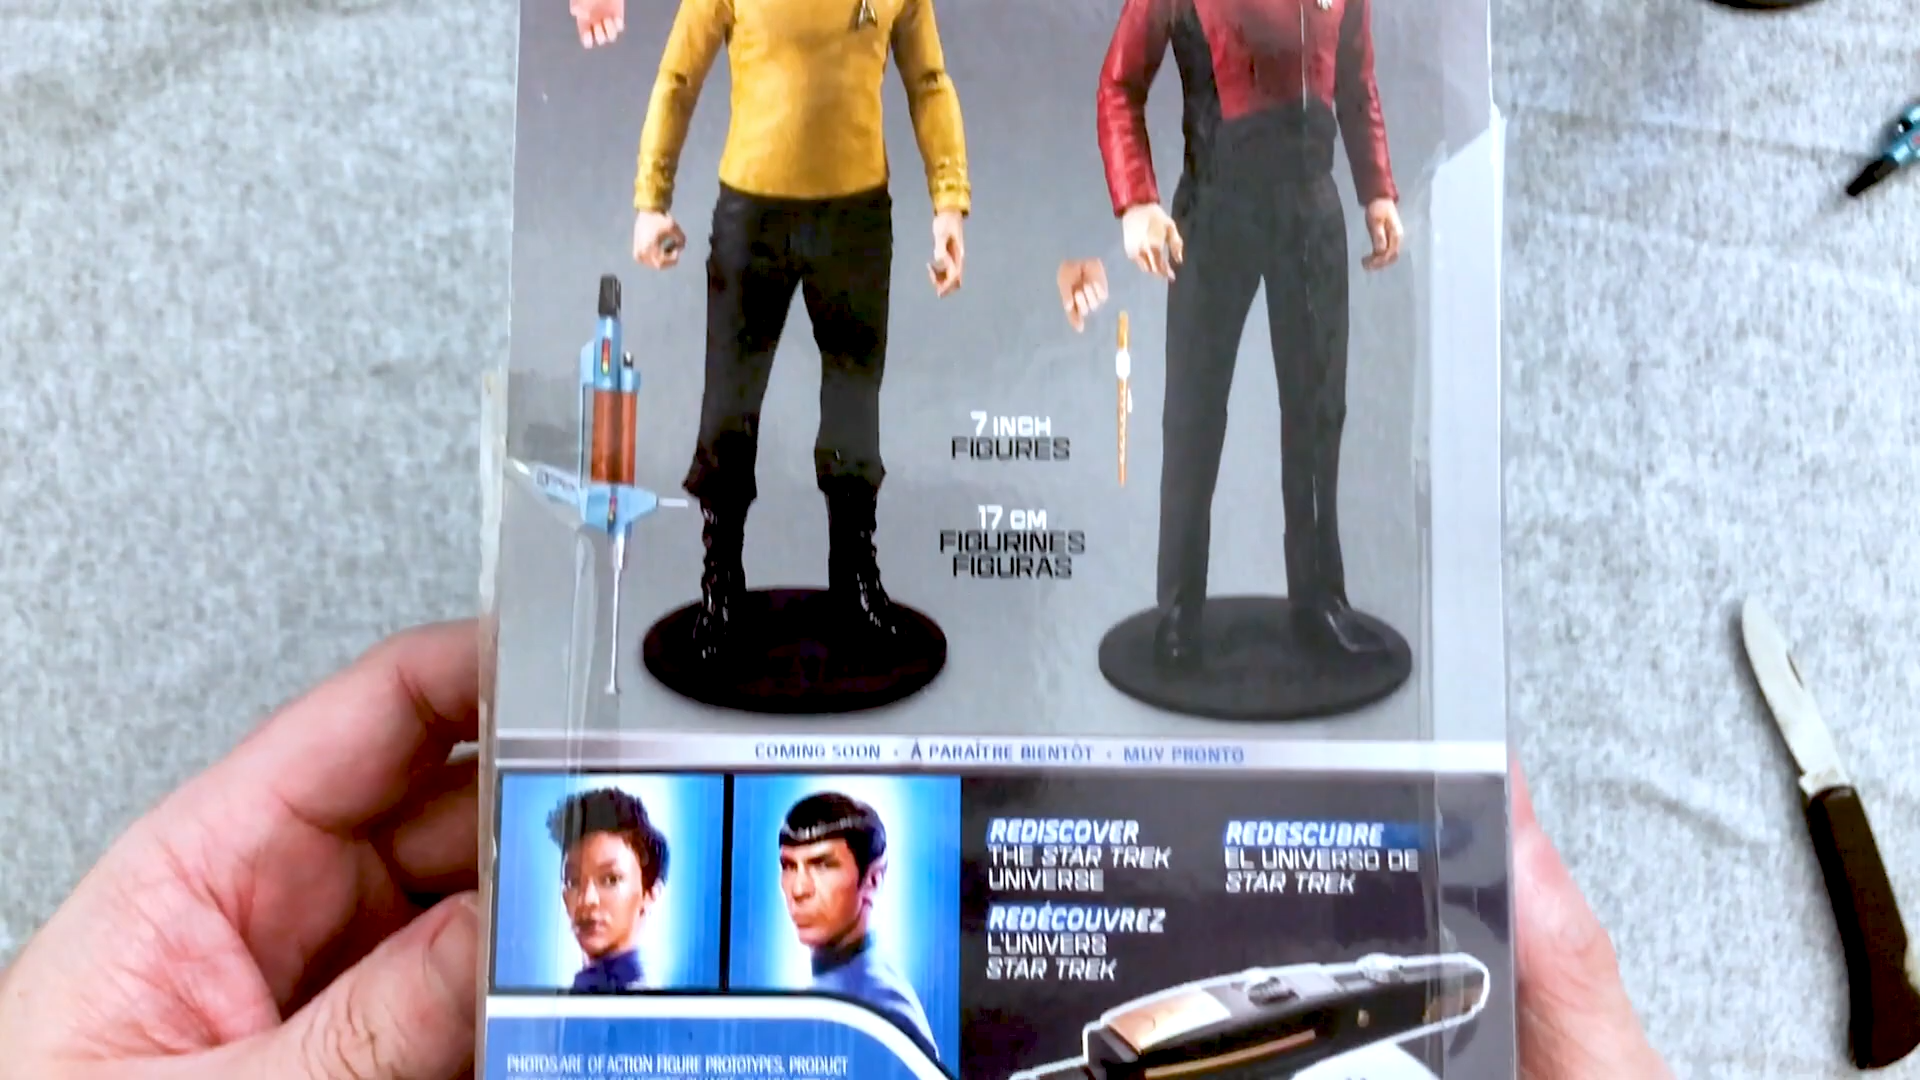 7 INCH
FIGURES
17 CM
FIGURINES
FIGURAS
COMING SOON • À PARAÎTRE BIENTÔT • MUY PRONTO
REDISCOVER
THE STAR TREK
UNIVERSE
REDESCUBRE
EL UNIVERSO DE
STAR TREK
REDÉCOUVREZ
L'UNIVERS
STAR TREK
PHOTOS ARE OF ACTION FIGURE PROTOTYPES. PRODUCT